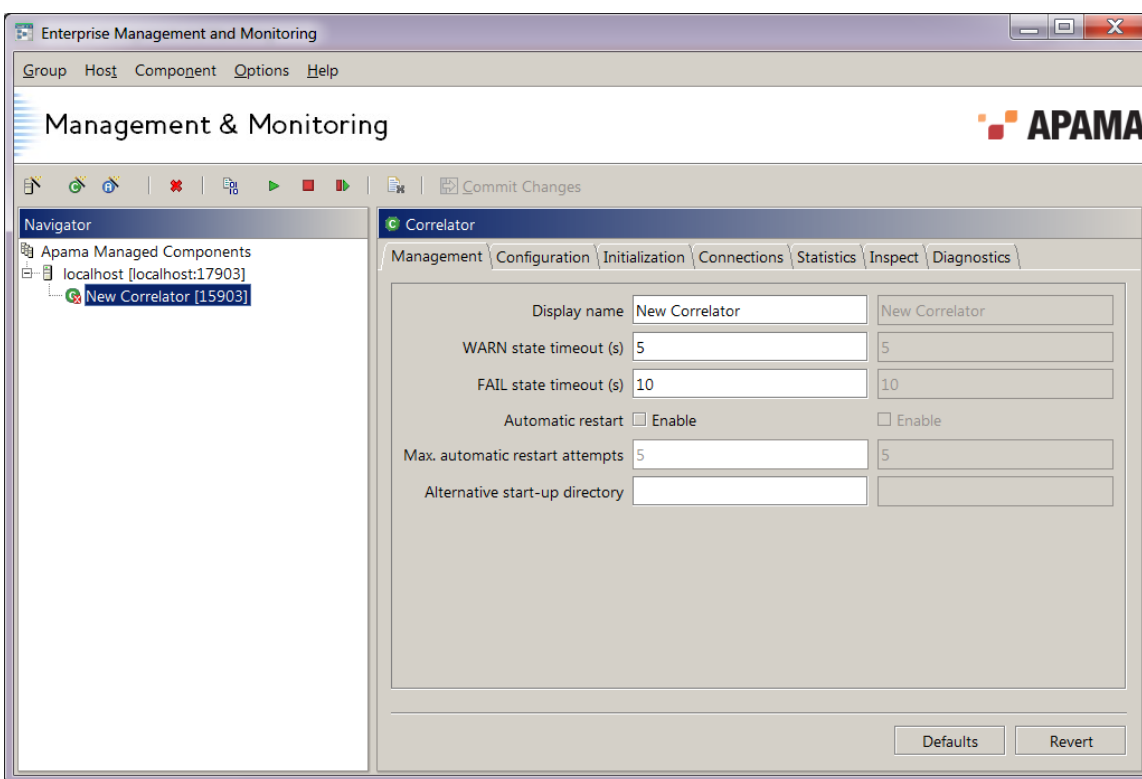 Enterprise Management and Monitoring
Group Host Component Options Help
Management & Monitoring
APAMA
Commit Changes
Navigator
Apama Managed Components
localhost [localhost:17903]
New Correlator [15903]
Correlator
Management Configuration Initialization Connections Statistics Inspect Diagnostics
Display name New Correlator New Correlator
WARN state timeout (s) 5 5
FAIL state timeout (s) 10 10
Automatic restart Enable Enable
Max. automatic restart attempts 5 5
Alternative start-up directory
Defaults Revert